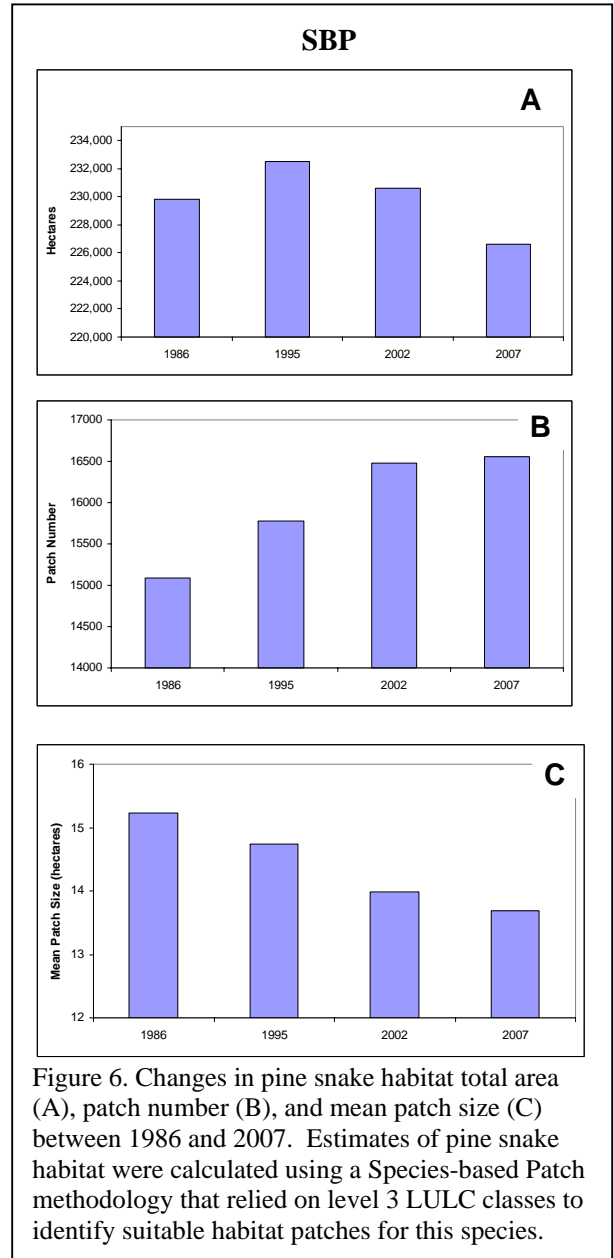 SBP
A
234,000
232,000
230,000
228,000
226,000
224,000
222,000
220,000
Hectares
1986 1995 2002 2007
B
17000
16500
16000
15500
15000
14500
14000
Patch Number
1986 1995 2002 2007
C
16
15
14
13
12
Mean Patch Size (hectares)
1986 1995 2002 2007
Figure 6. Changes in pine snake habitat total area
(A), patch number (B), and mean patch size (C)
between 1986 and 2007. Estimates of pine snake
habitat were calculated using a Species-based Patch
methodology that relied on level 3 LULC classes to
identify suitable habitat patches for this species.